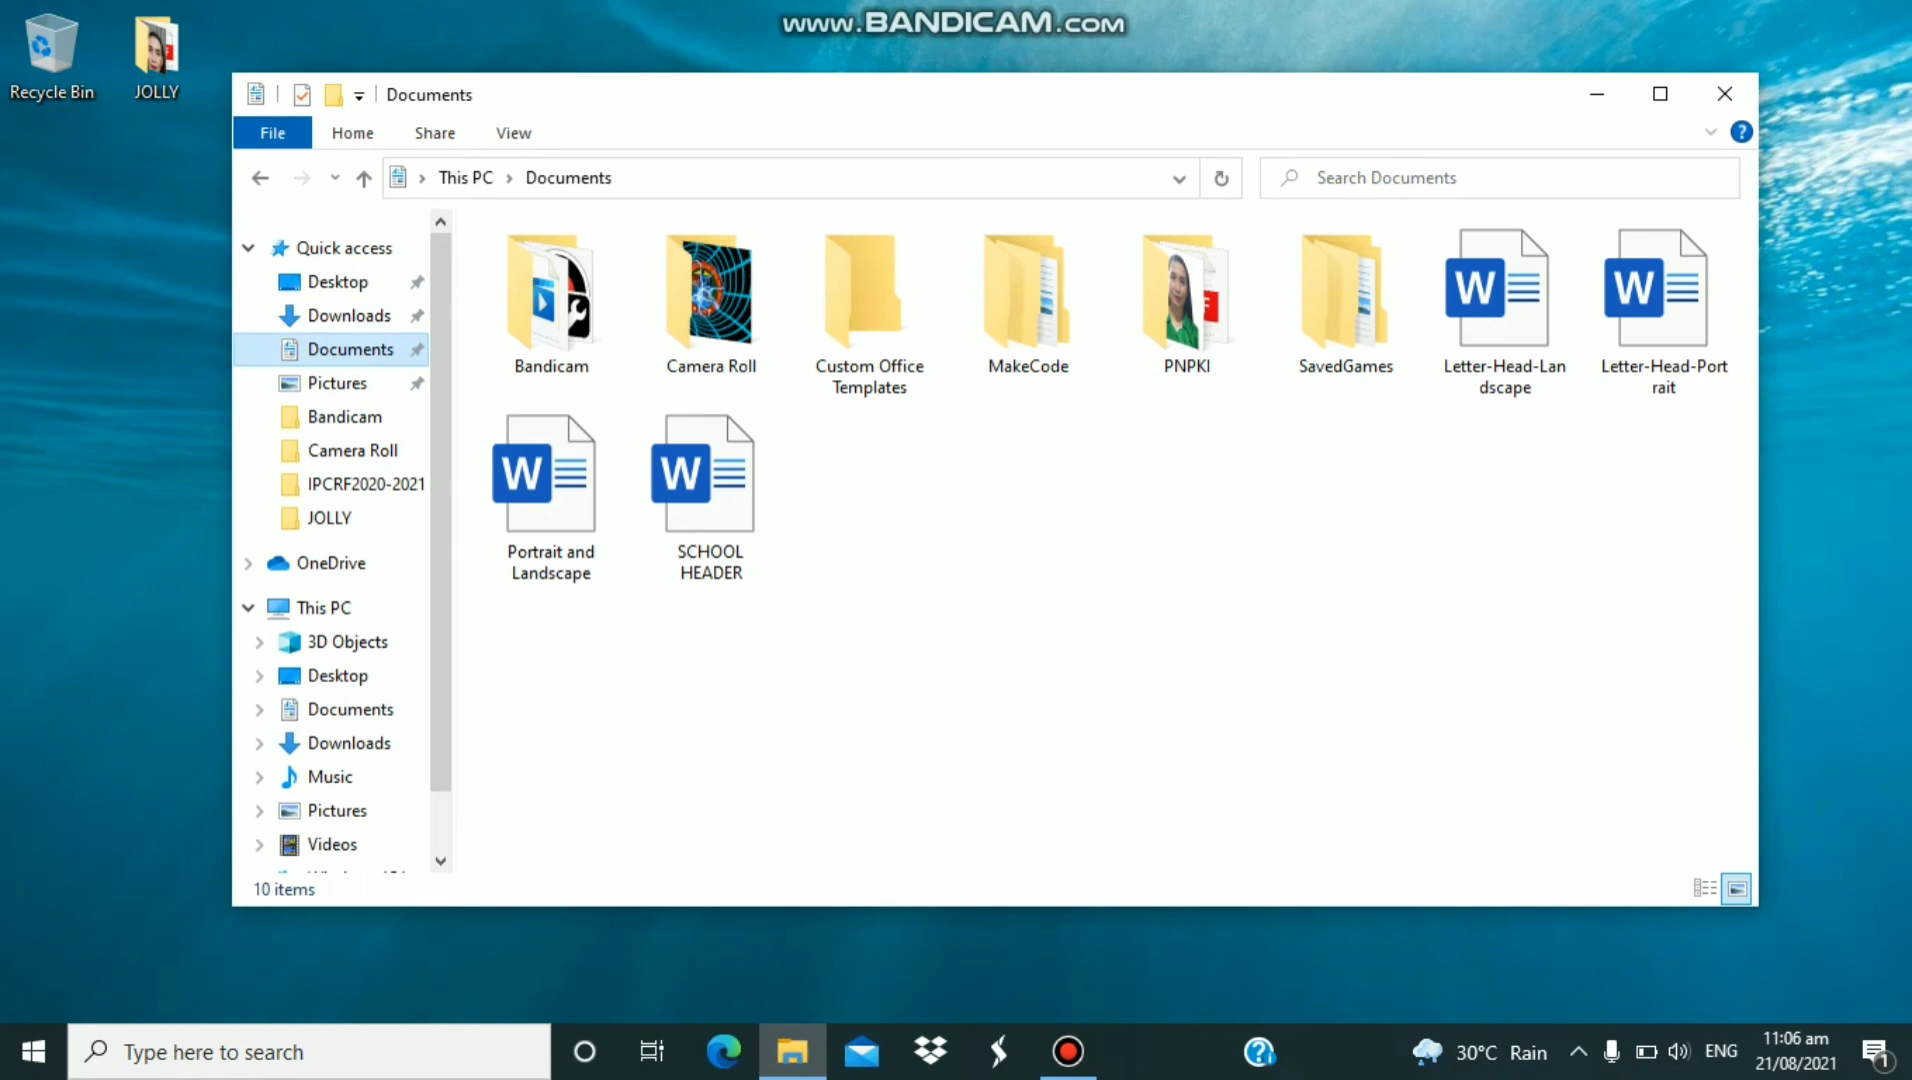 www.BANDICAM.com
Recycle Bin
JOLLY
Documents
File
Home
Share
View
This PC
Documents
Search Documents
Quick access
Desktop
Downloads
Documents
Pictures
Bandicam
Camera Roll
IPCRF2020-2021
JOLLY
OneDrive
This PC
3D Objects
Desktop
Documents
Downloads
Music
Pictures
Videos
Bandicam
Camera Roll
Custom Office
Templates
MakeCode
PNPKI
SavedGames
Letter-Head-Lan
dscape
Letter-Head-Port
rait
W
W
W
W
Portrait and
Landscape
SCHOOL
HEADER
10 items
Type here to search
30°C Rain
ENG
11:06 am
21/08/2021
1